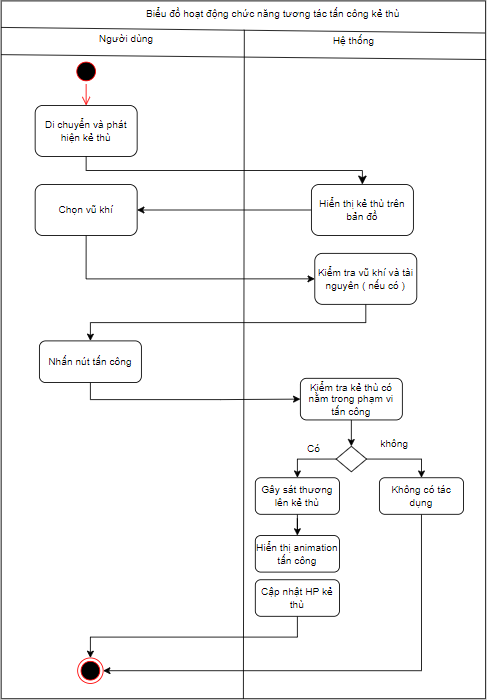 Biểu đồ hoạt động chức năng tương tác tấn công kẻ thù
Người dùng
Hệ thống
Di chuyển và phát
hiện kẻ thù
Hiển thị kẻ thù trên
bản đồ
Chọn vũ khí
Kiểm tra vũ khí và tài
nguyên ( nếu có )
Nhấn nút tấn công
Kiểm tra kẻ thù có
nằm trong phạm vi
tấn công
Có
không
Gây sát thương
lên kẻ thù
Không có tác
dụng
Hiển thị animation
tấn công
Cập nhật HP kẻ
thù